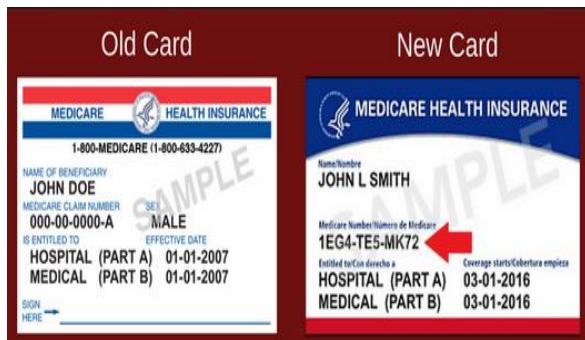 Old Card
MEDICARE HEALTH INSURANCE
1-800-MEDICARE (1-800-633-4227)
NAME OF BENEFICIARY
JOHN DOE
MEDICARE CLAIM NUMBER SEX
000-00-0000-A MALE
IS ENTITLED TO EFFECTIVE DATE
HOSPITAL (PART A) 01-01-2007
MEDICAL (PART B) 01-01-2007
SIGN
HERE
SAMPLE
New Card
MEDICARE HEALTH INSURANCE
Name/Nombre
JOHN L SMITH
Medicare Number/Número de Medicare
1EG4-TE5-MK72
Entitled to/Con derecho a Coverage starts/Cobertura empieza
HOSPITAL (PART A) 03-01-2016
MEDICAL (PART B) 03-01-2016
SAMPLE